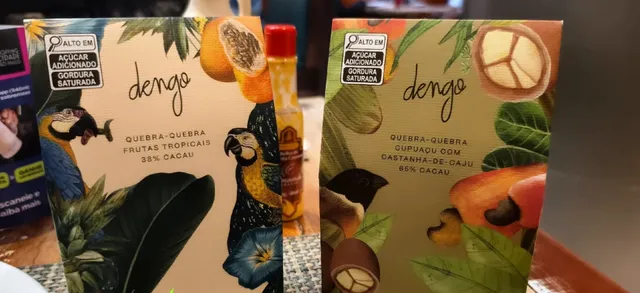 ALTO EM
AÇÚCAR
ADICIONADO
GORDURA
SATURADA
dengo
QUEBRA-QUEBRA
FRUTAS TROPICAIS
38% CACAU
ALTO EM
AÇÚCAR
ADICIONADO
GORDURA
SATURADA
dengo
QUEBRA-QUEBRA
CUPUAÇU COM
CASTANHA-DE-CAJU
65% CACAU